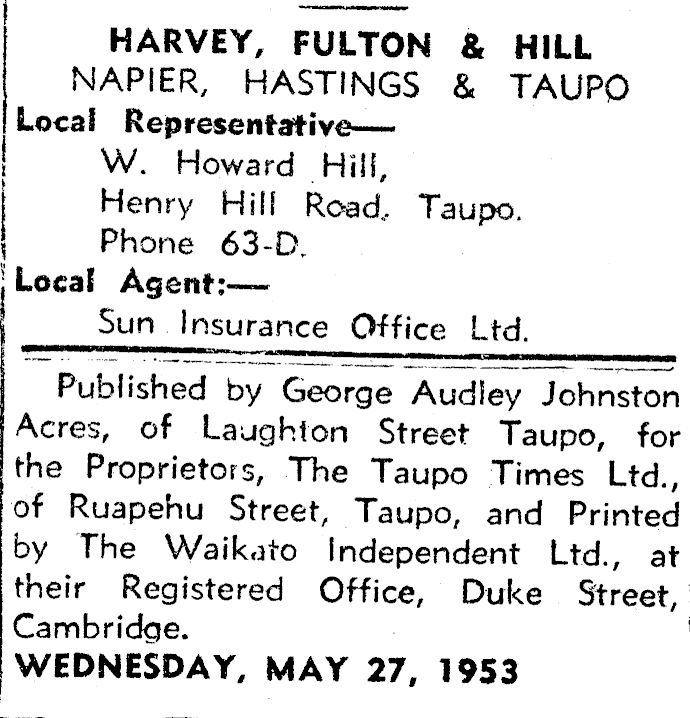 HARVEY, FULTON & HILL
NAPIER, HASTINGS & TAUPO
Local Representative—
W. Howard Hill,
Henry Hill Road, Taupo.
Phone 63-D.
Local Agent:—
Sun Insurance Office Ltd.
Published by George Audley Johnston
Acres, of Laughton Street Taupo, for
the Proprietors, The Taupo Times Ltd.,
of Ruapehu Street, Taupo, and Printed
by The Waikato Independent Ltd., at
their Registered Office, Duke Street,
Cambridge.
WEDNESDAY, MAY 27, 1953